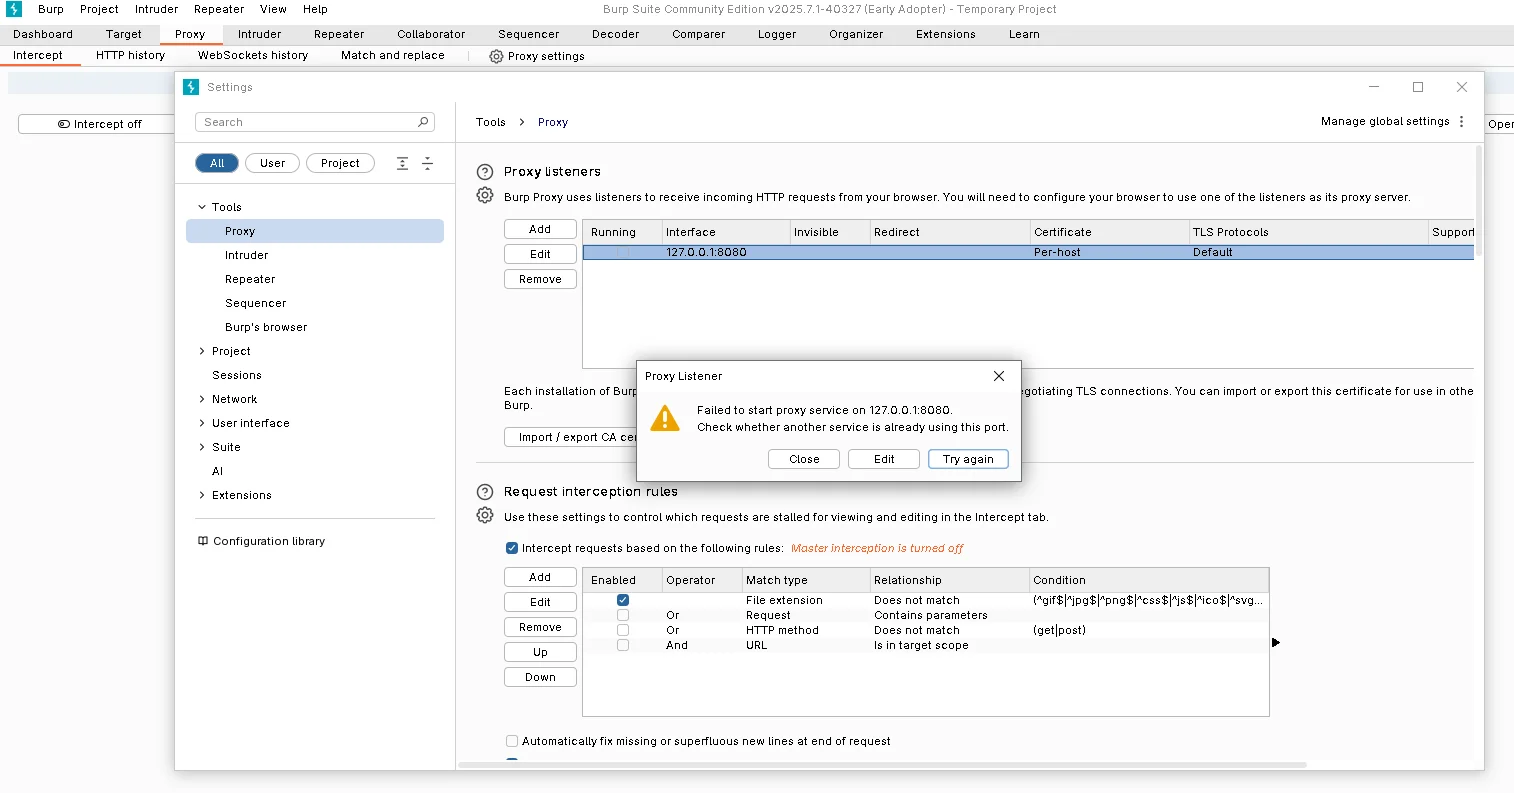 Burp Project Intruder Repeater View Help
Burp Suite Community Edition v2025.7.1-40327 (Early Adopter) - Temporary Project
Dashboard Target Proxy Intruder Repeater Collaborator Sequencer Decoder Comparer Logger Organizer Extensions Learn
Intercept HTTP history WebSockets history Match and replace Proxy settings
Settings
Intercept off
Search
Tools > Proxy
Manage global settings
Oper
All User Project
Tools
Proxy
Intruder
Repeater
Sequencer
Burp's browser
Project
Sessions
Network
User interface
Suite
AI
Extensions
Configuration library
Proxy listeners
Burp Proxy uses listeners to receive incoming HTTP requests from your browser. You will need to configure your browser to use one of the listeners as its proxy server.
Add
Edit
Remove
Running Interface Invisible Redirect Certificate TLS Protocols Support
127.0.0.1:8080 Per-host Default
Each installation of Burp egotiating TLS connections. You can import or export this certificate for use in othe
Burp.
Import / export CA cer
Proxy Listener
Failed to start proxy service on 127.0.0.1:8080.
Check whether another service is already using this port.
Close Edit Try again
Request interception rules
Use these settings to control which requests are stalled for viewing and editing in the Intercept tab.
Intercept requests based on the following rules: Master interception is turned off
Add
Edit
Remove
Up
Down
Enabled Operator Match type Relationship Condition
File extension Does not match (^gif$|^jpg$|^png$|^css$|^js$|^ico$|^svg...
Or Request Contains parameters
Or HTTP method Does not match (get|post)
And URL Is in target scope
Automatically fix missing or superfluous new lines at end of request